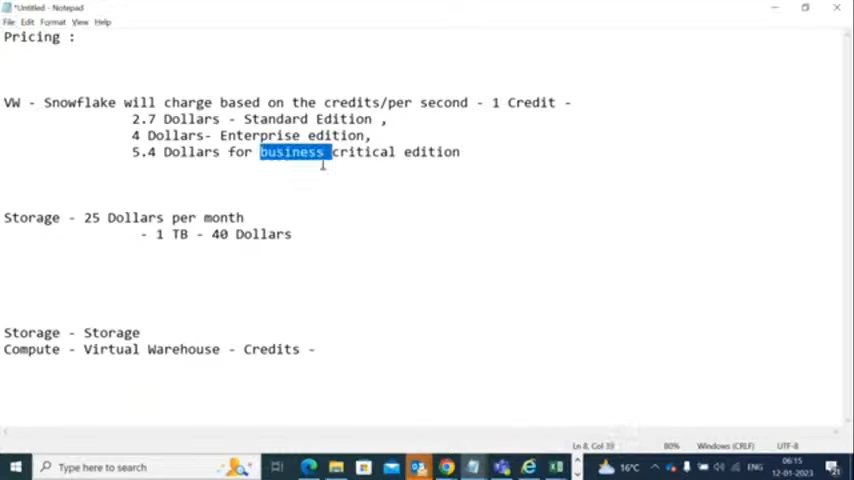 *Untitled - Notepad
File Edit Format View Help
Pricing :
VW - Snowflake will charge based on the credits/per second - 1 Credit -
2.7 Dollars - Standard Edition ,
4 Dollars- Enterprise edition,
5.4 Dollars for business critical edition
Storage - 25 Dollars per month
- 1 TB - 40 Dollars
Storage - Storage
Compute - Virtual Warehouse - Credits -
Ln 8, Col 39 80% Windows (CRLF) UTF-8
Type here to search
16°C ENG 06:15
12-01-2023